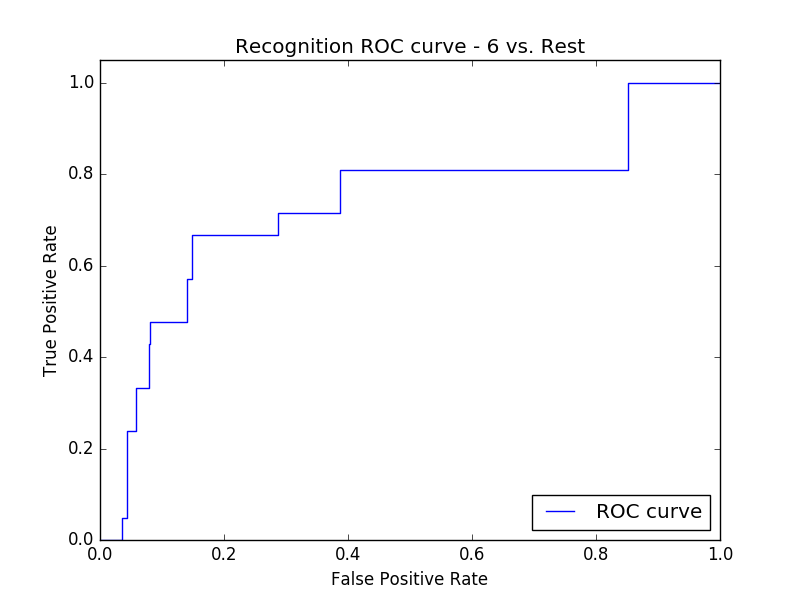 Recognition ROC curve - 6 vs. Rest
1.0
0.8
0.6
0.4
0.2
0.0
True Positive Rate
0.0 0.2 0.4 0.6 0.8 1.0
False Positive Rate
ROC curve